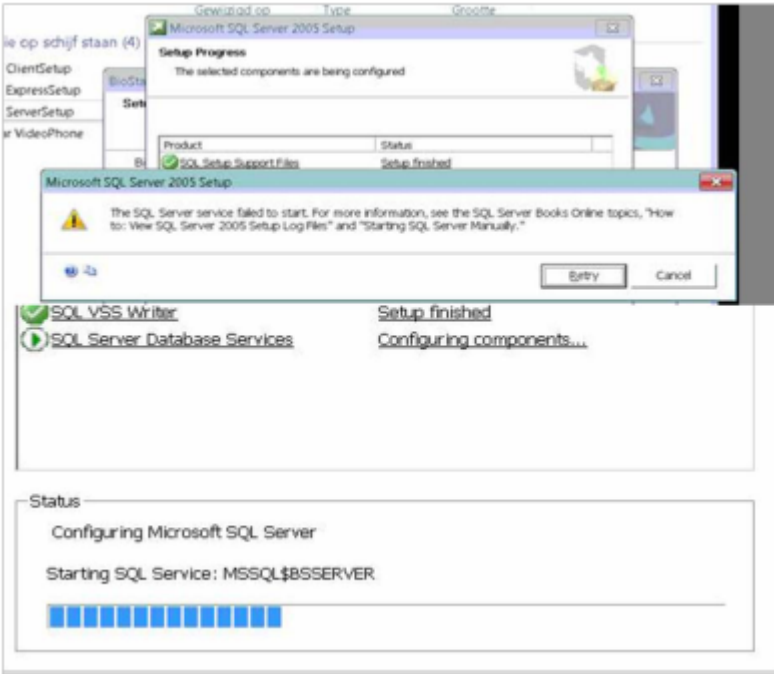 Gewijzigd op Type Grootte
ie op schijf staan (4)
Microsoft SQL Server 2005 Setup
ClientSetup
ExpressSetup
ServerSetup
ar VideoPhone
BioSta
Set
Setup Progress
The selected components are being configured
Product Status
SQL Setup Support Files Setup finished
Microsoft SQL Server 2005 Setup
The SQL Server service failed to start. For more information, see the SQL Server Books Online topics, "How
to: View SQL Server 2005 Setup Log Files" and "Starting SQL Server Manually."
Retry Cancel
SQL VSS Writer Setup finished
SQL Server Database Services Configuring components...
Status
Configuring Microsoft SQL Server
Starting SQL Service: MSSQL$BSSERVER